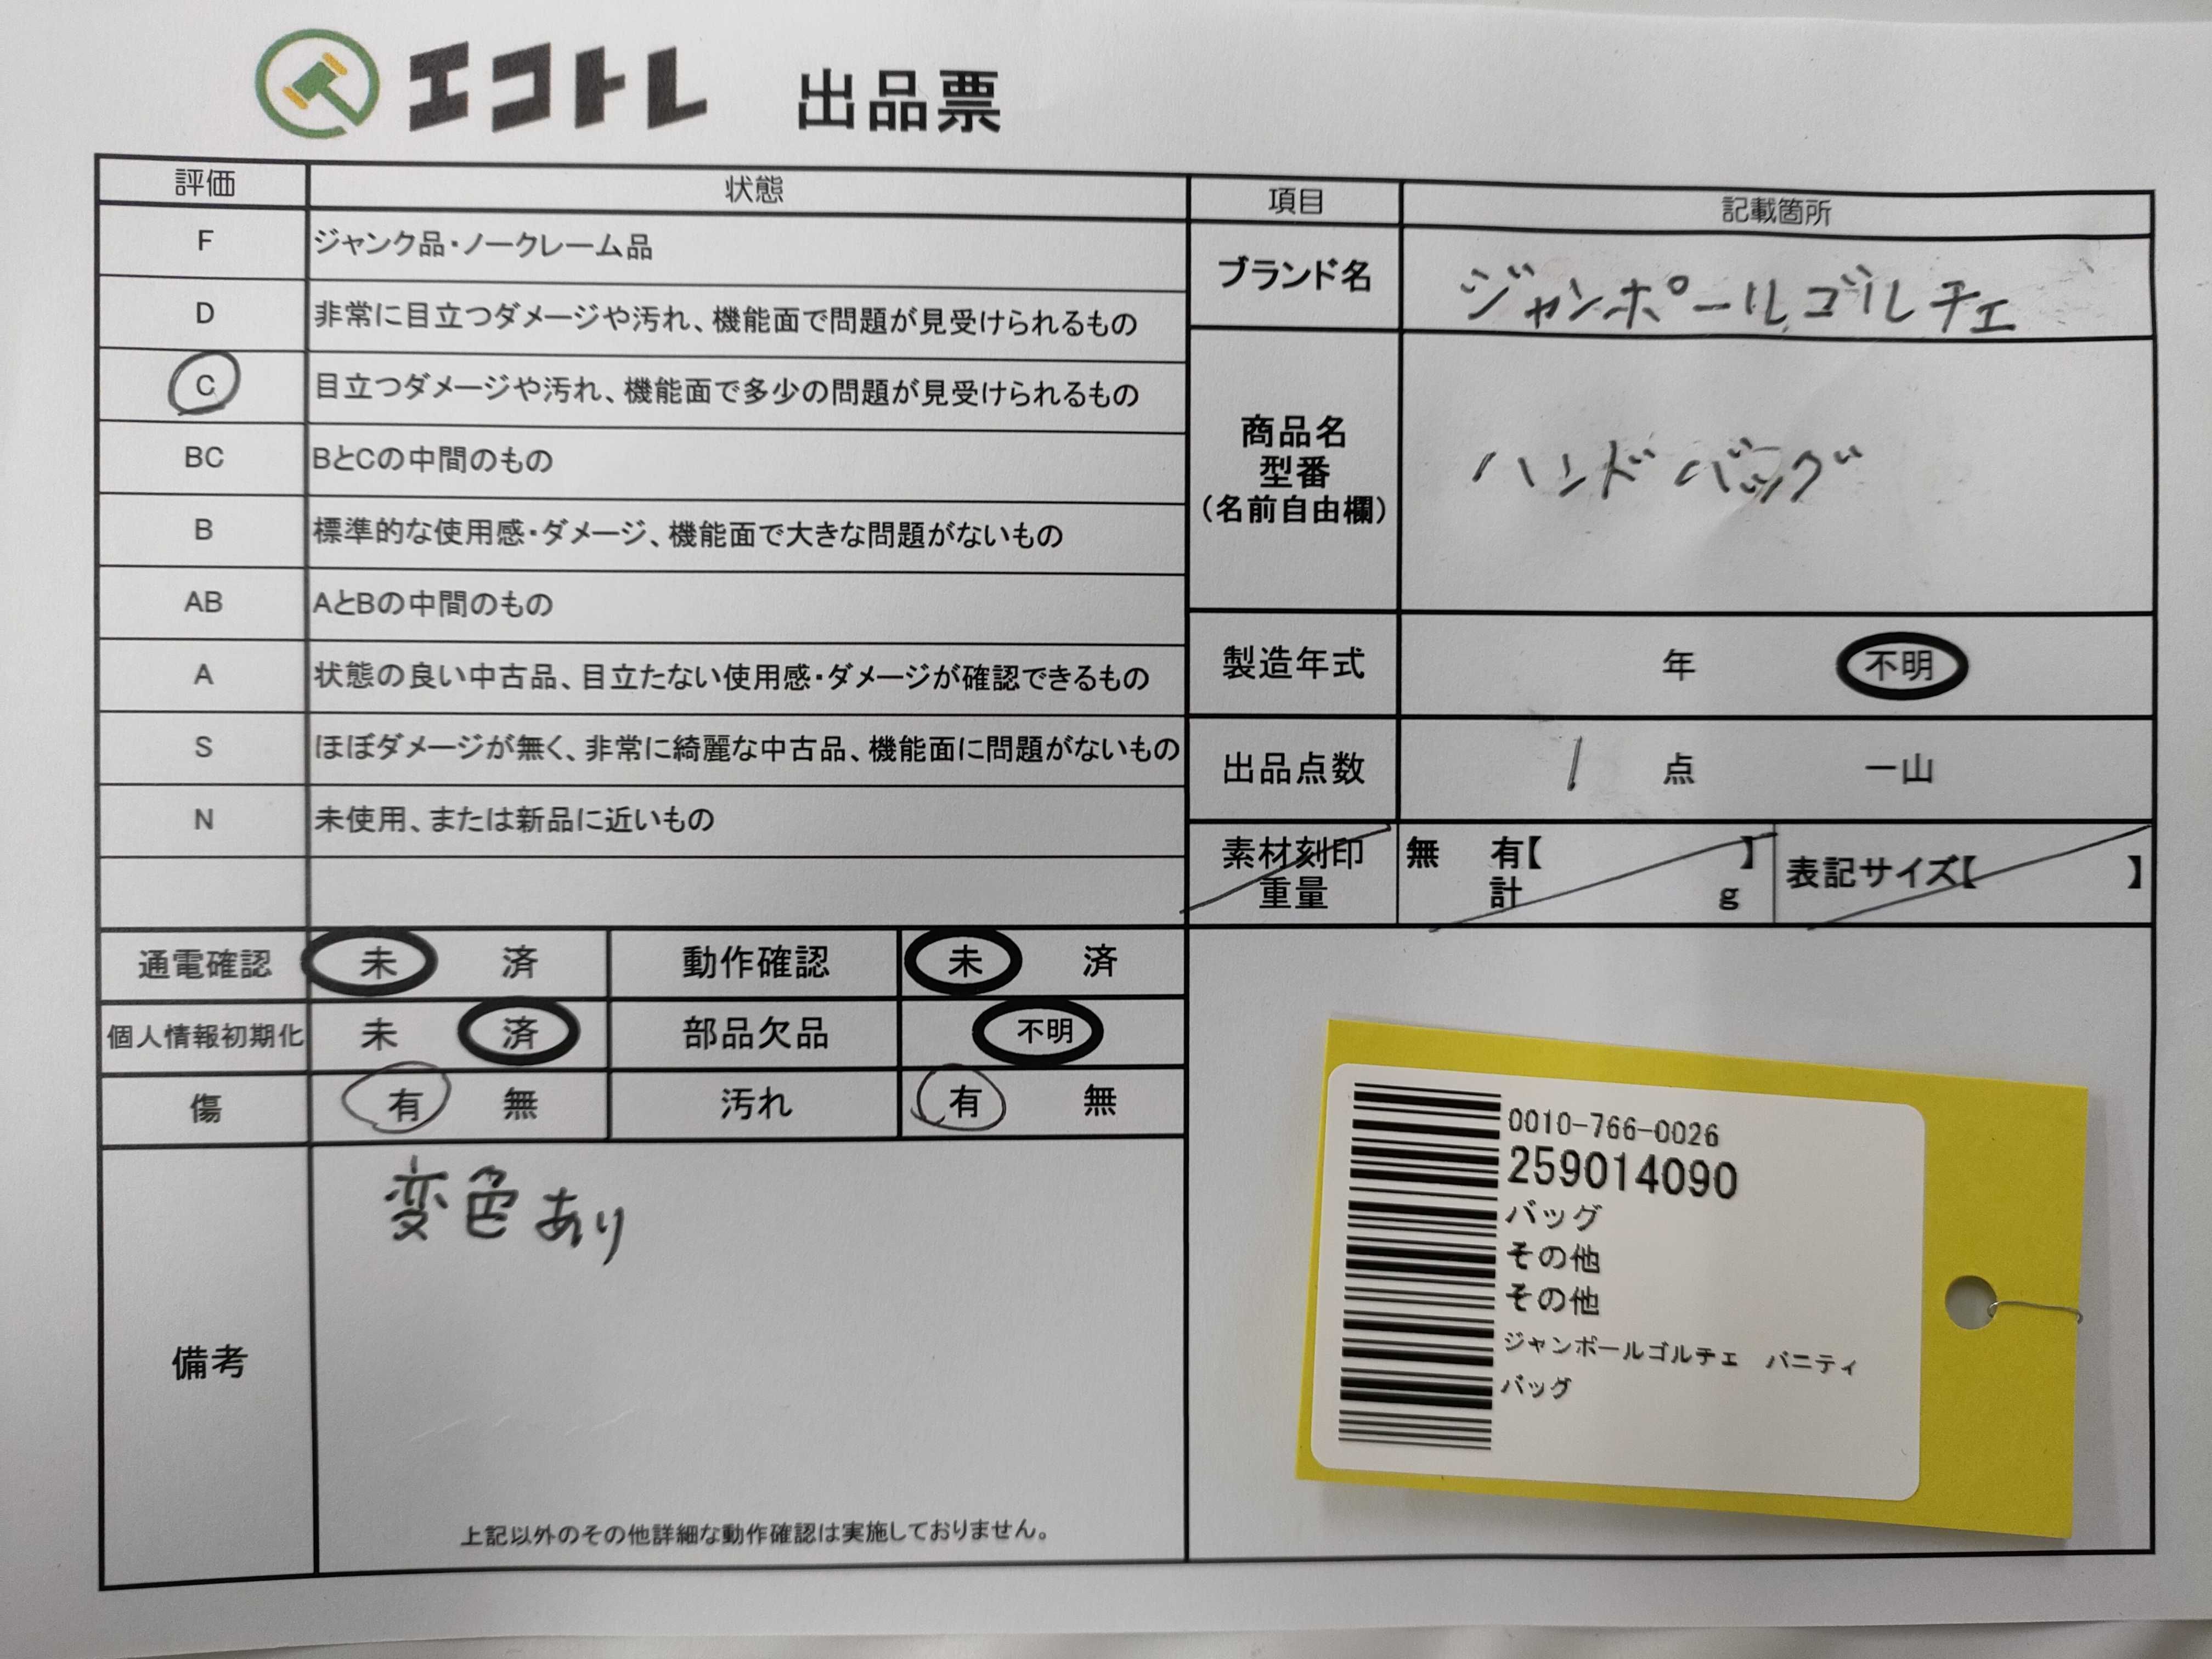 エコトレ 出品票
評価 状態
F ジャンク品・ノークレーム品
D 非常に目立つダメージや汚れ、機能面で問題が見受けられるもの
C 目立つダメージや汚れ、機能面で多少の問題が見受けられるもの
BC BとCの中間のもの
B 標準的な使用感・ダメージ、機能面で大きな問題がないもの
AB AとBの中間のもの
A 状態の良い中古品、目立たない使用感・ダメージが確認できるもの
S ほぼダメージが無く、非常に綺麗な中古品、機能面に問題がないもの
N 未使用、または新品に近いもの
項目 記載箇所
ブランド名 ジャンポールゴルチェ
商品名
型番
(名前自由欄)
ハンドバッグ
製造年式 年 不明
出品点数 1 点 一山
素材刻印 無 有【 】
重量 計 g
表記サイズ【 】
通電確認 未 済 動作確認 未 済
個人情報初期化 未 済 部品欠品 不明
傷 有 無 汚れ 有 無
備考
変色あり
上記以外のその他詳細な動作確認は実施しておりません。
0010-766-0026
259014090
バッグ
その他
その他
ジャンポールゴルチェ バニティ
バッグ